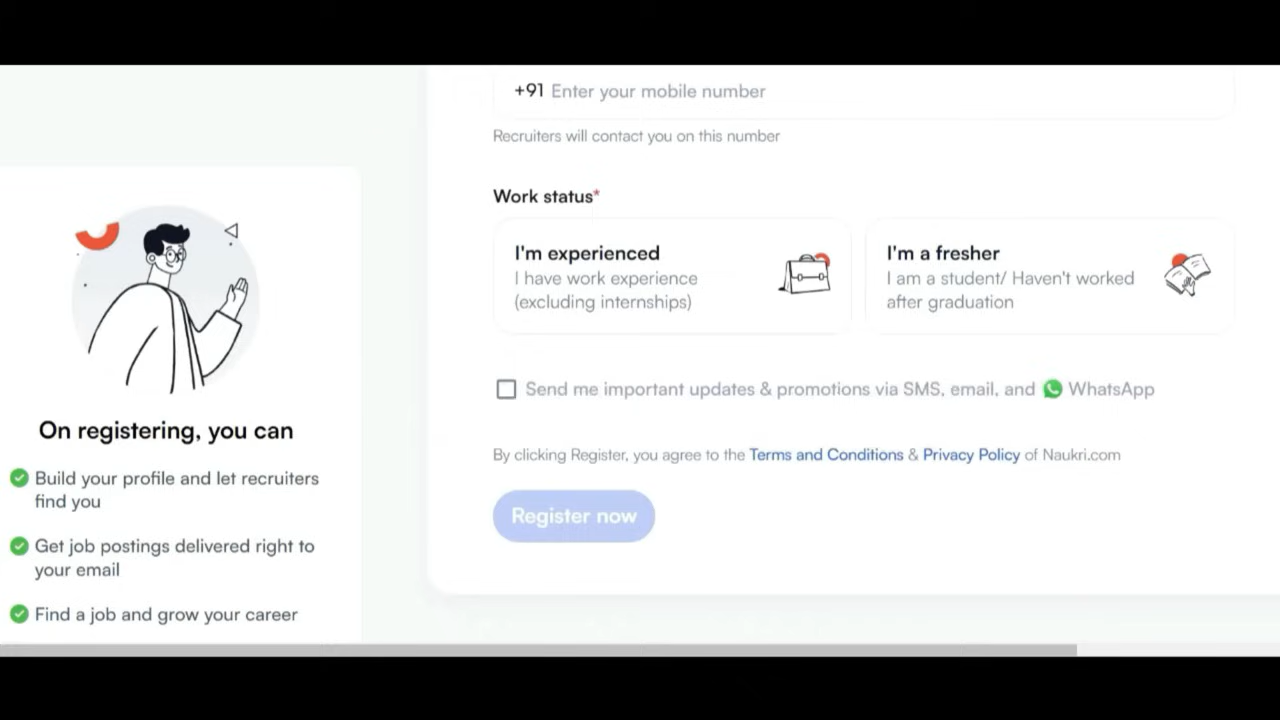 +91 Enter your mobile number
Recruiters will contact you on this number
Work status*
I'm experienced
I have work experience
(excluding internships)
I'm a fresher
I am a student/ Haven't worked
after graduation
Send me important updates & promotions via SMS, email, and WhatsApp
By clicking Register, you agree to the Terms and Conditions & Privacy Policy of Naukri.com
Register now
On registering, you can
Build your profile and let recruiters
find you
Get job postings delivered right to
your email
Find a job and grow your career